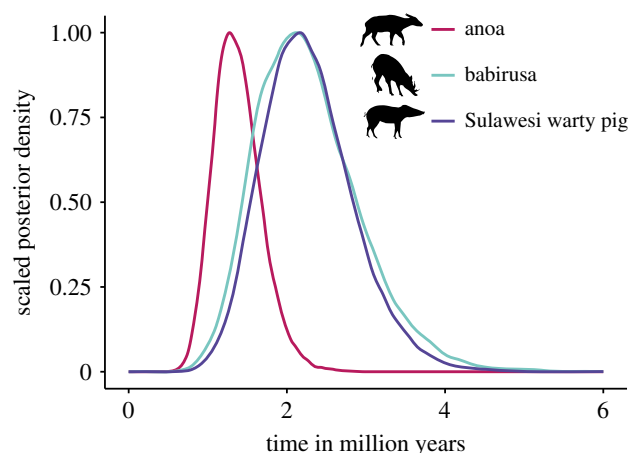 1.00
0.75
0.50
0.25
0
scaled posterior density
anoa
babirusa
Sulawesi warty pig
0 2 4 6
time in million years